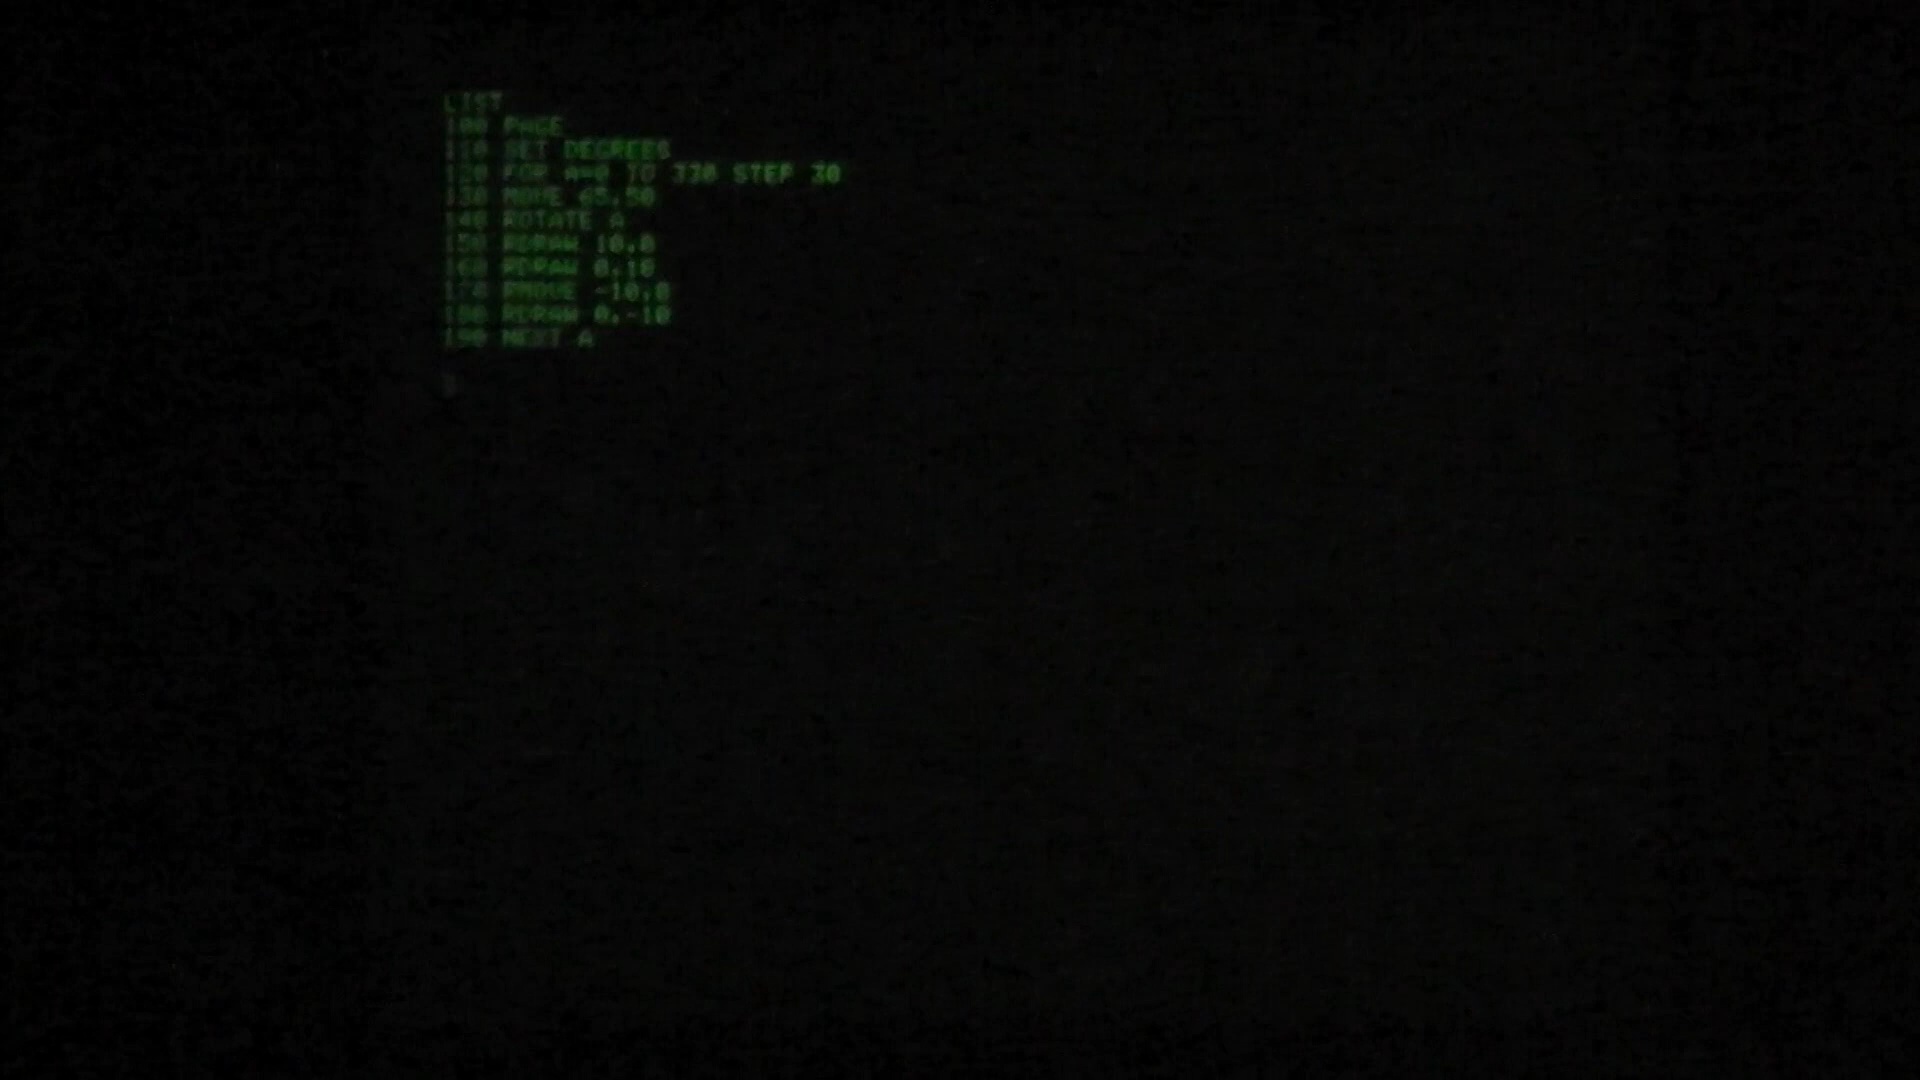 LIST
100 PAGE
110 SET DEGREES
120 FOR A=0 TO 330 STEP 30
130 MOVE 65,50
140 ROTATE A
150 RDRAW 10,0
160 RDRAW 0,10
170 RMOVE -10,0
180 RDRAW 0,-10
190 NEXT A